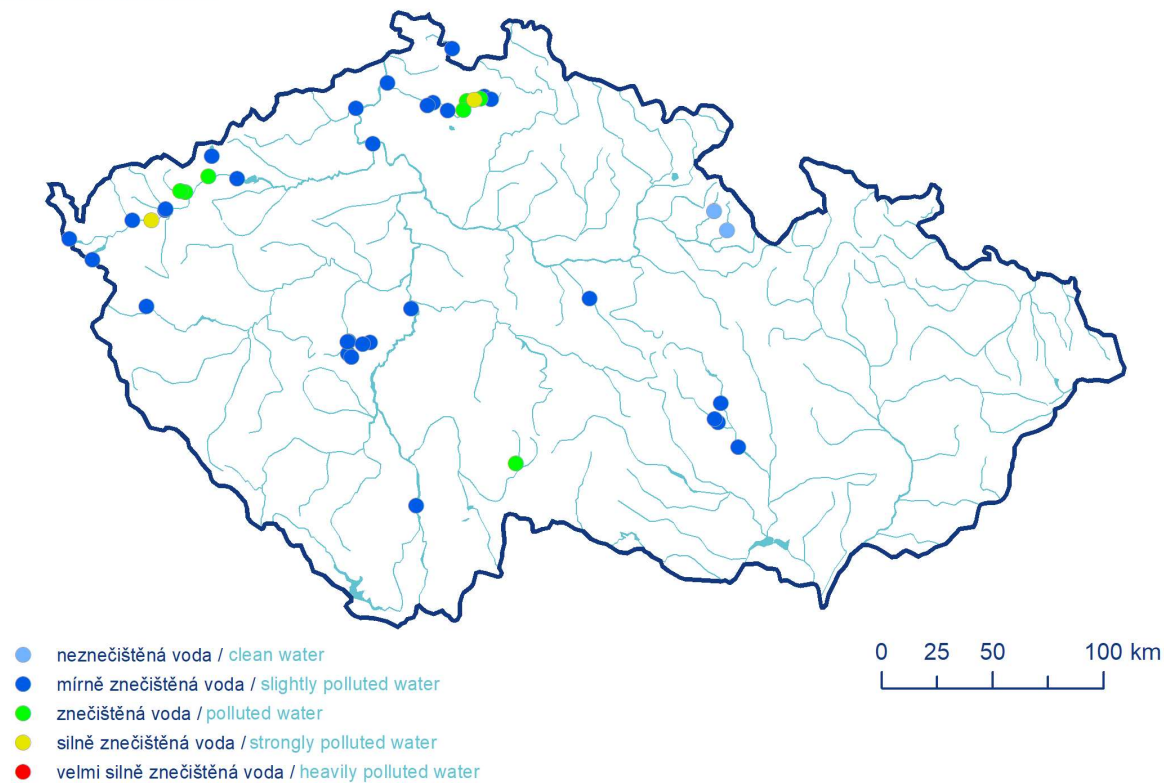 neznečištěná voda / clean water
mírně znečištěná voda / slightly polluted water
znečištěná voda / polluted water
silně znečištěná voda / strongly polluted water
velmi silně znečištěná voda / heavily polluted water
0 25 50 100 km